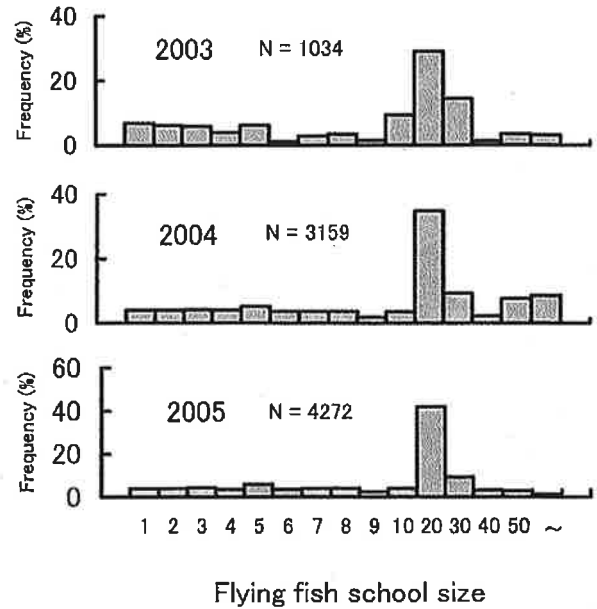 40
20
0
Frequency (%)
2003 N = 1034
40
20
0
Frequency (%)
2004 N = 3159
60
40
20
0
Frequency (%)
2005 N = 4272
1 2 3 4 5 6 7 8 9 10 20 30 40 50 ～
Flying fish school size